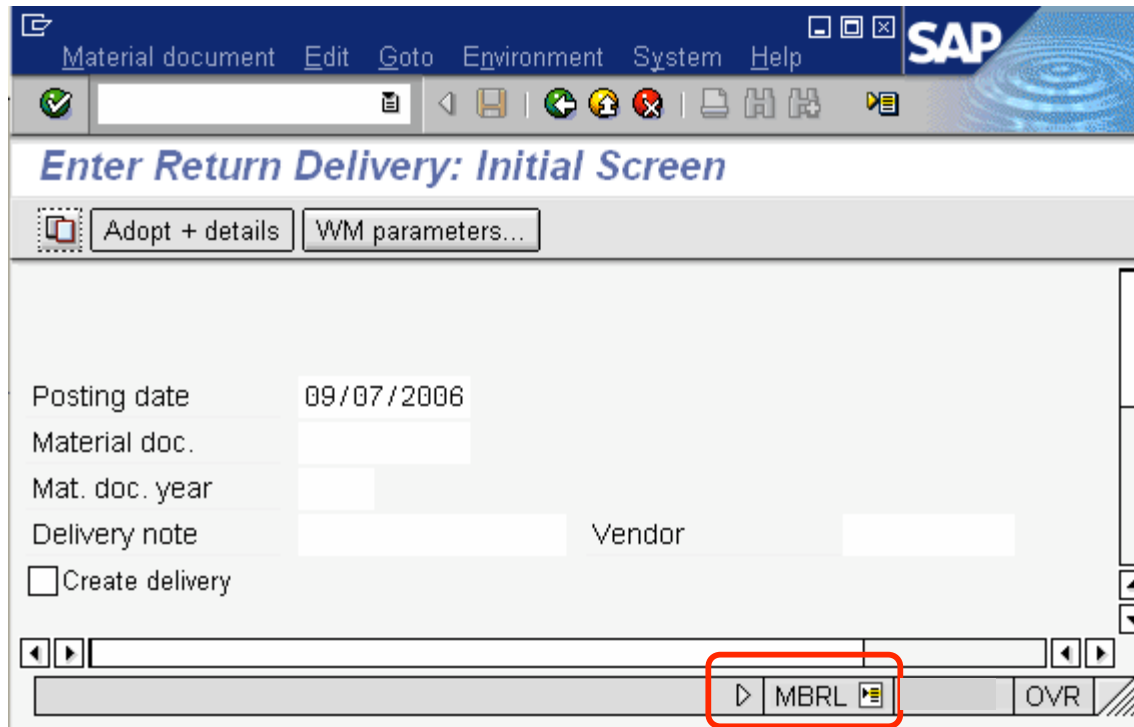 Material document Edit Goto Environment System Help
SAP
Enter Return Delivery: Initial Screen
Adopt + details WM parameters...
Posting date 09/07/2006
Material doc.
Mat. doc. year
Delivery note Vendor
Create delivery
MBRL OVR